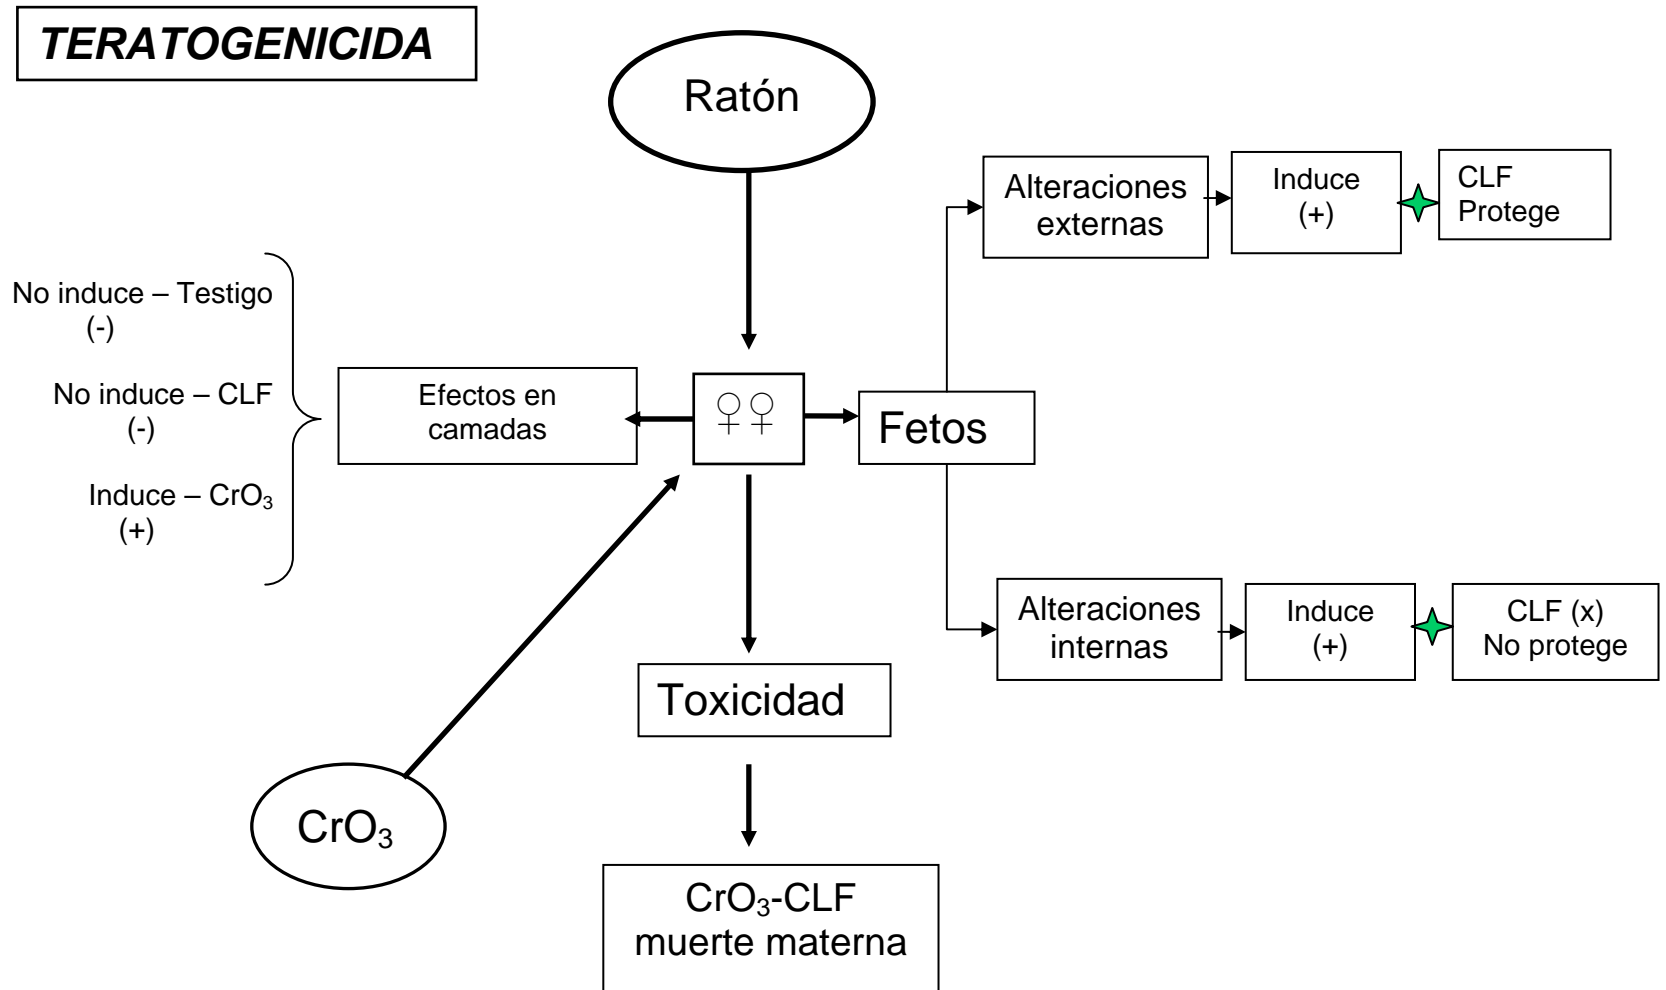 TERATOGENICIDA
Ratón
Alteraciones
externas
Induce
(+)
CLF
Protege
No induce – Testigo
(-)
No induce – CLF
(-)
Induce – CrO₃
(+)
Efectos en
camadas
♀♀
Fetos
Alteraciones
internas
Induce
(+)
CLF (x)
No protege
Toxicidad
CrO₃
CrO₃-CLF
muerte materna